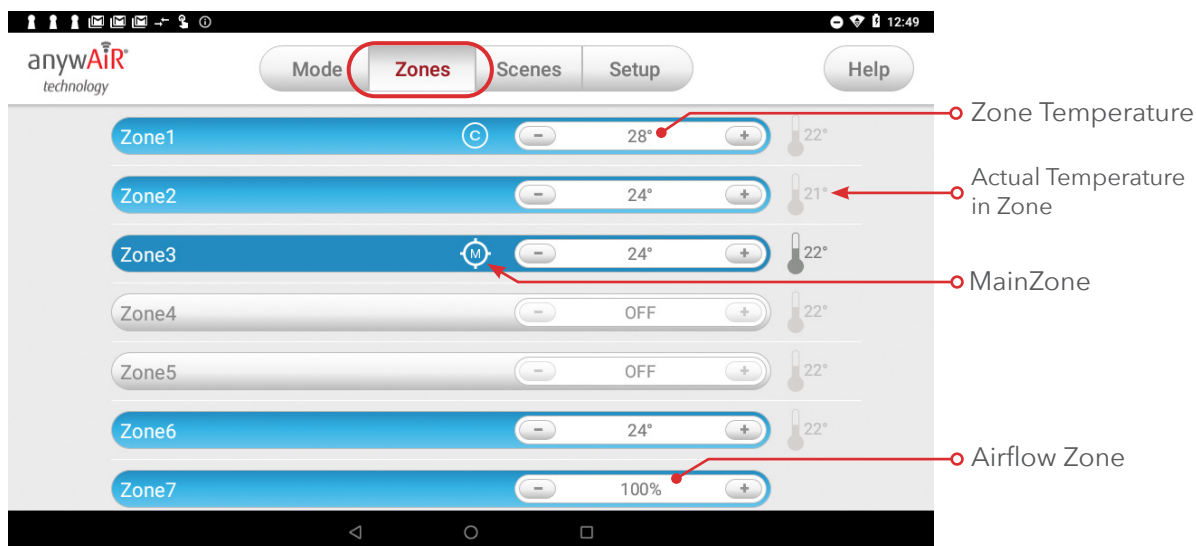 12:49
anywAiR®
technology
Mode Zones Scenes Setup Help
Zone Temperature
Zone1 C - 28° + 22°
Actual Temperature
in Zone
Zone2 - 24° + 21°
Zone3 M - 24° + 22°
MainZone
Zone4 - OFF + 22°
Zone5 - OFF + 22°
Zone6 - 24° + 22°
Airflow Zone
Zone7 - 100% +